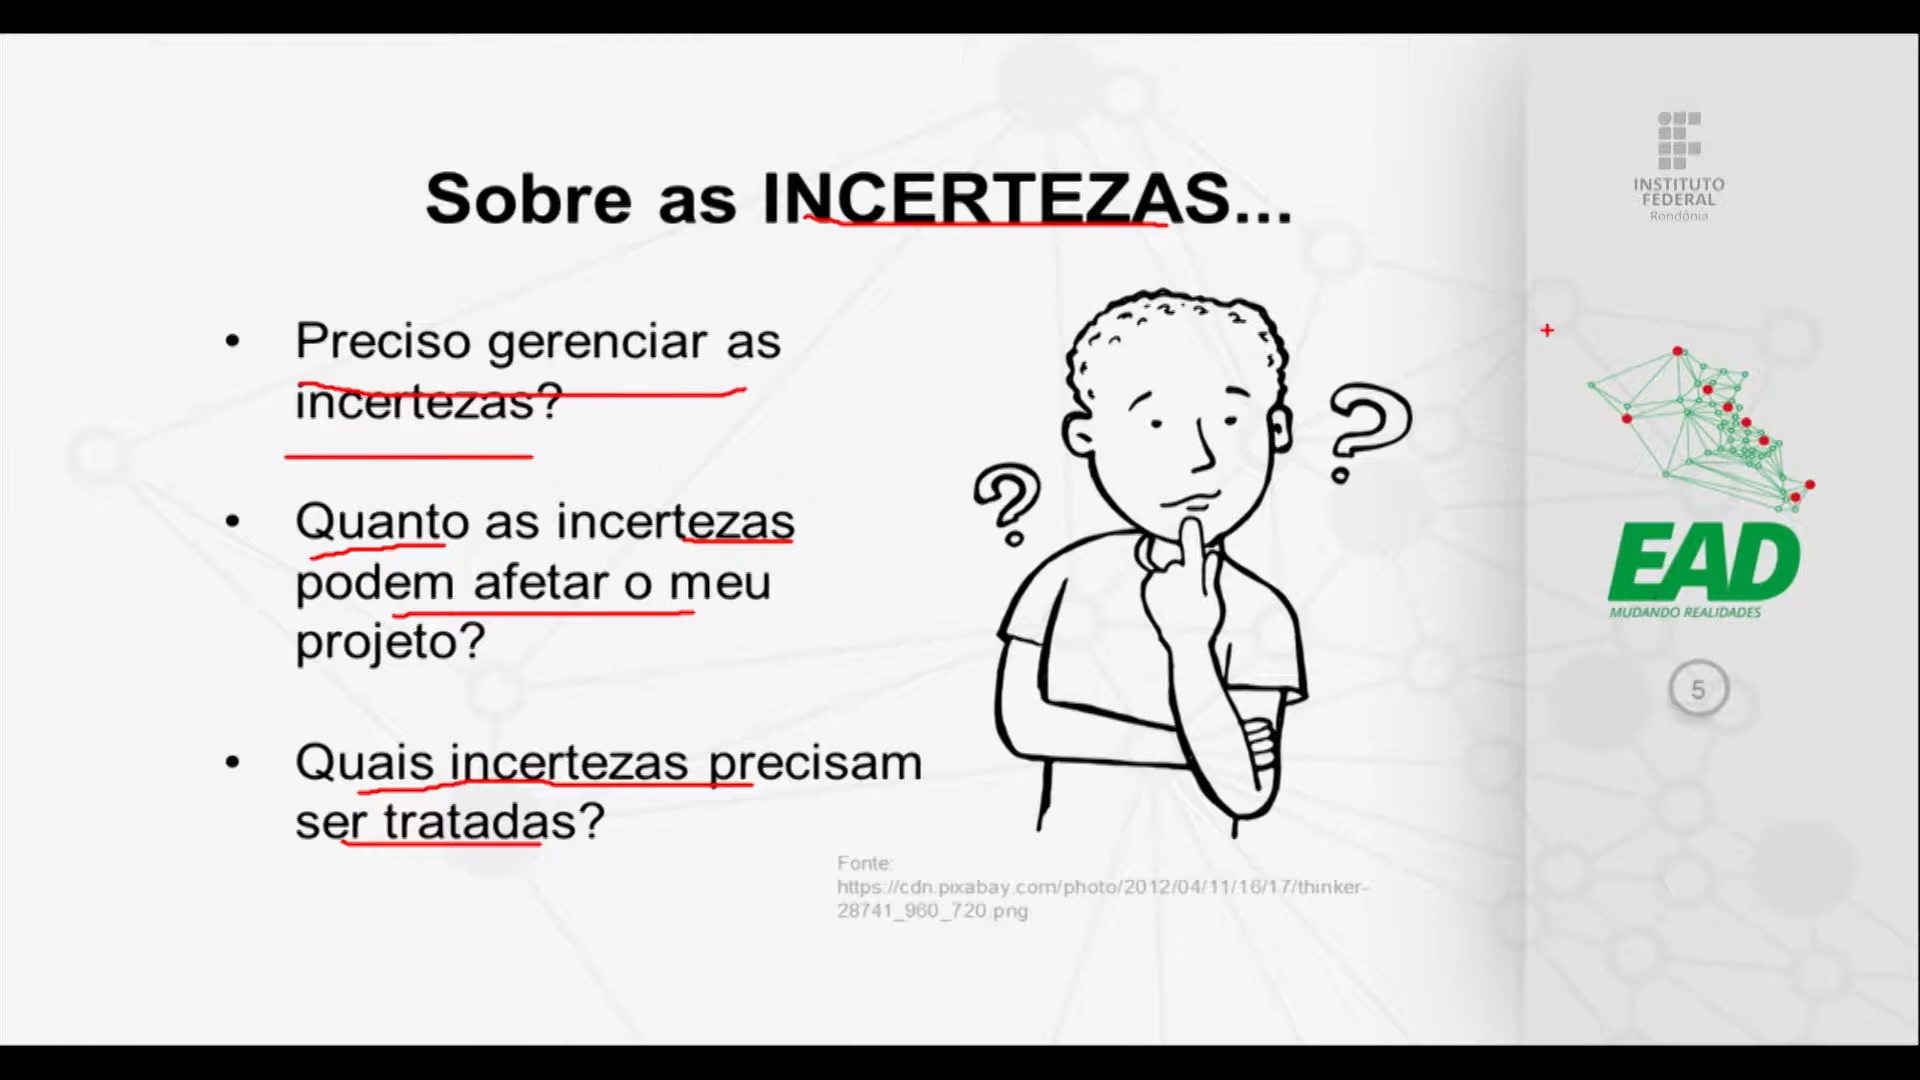 Sobre as INCERTEZAS...
• Preciso gerenciar as
incertezas?
• Quanto as incertezas
podem afetar o meu
projeto?
• Quais incertezas precisam
ser tratadas?
? ?
Fonte:
https://cdn.pixabay.com/photo/2012/04/11/16/17/thinker-
28741_960_720.png
INSTITUTO
FEDERAL
Rondônia
EAD
MUDANDO REALIDADES
5